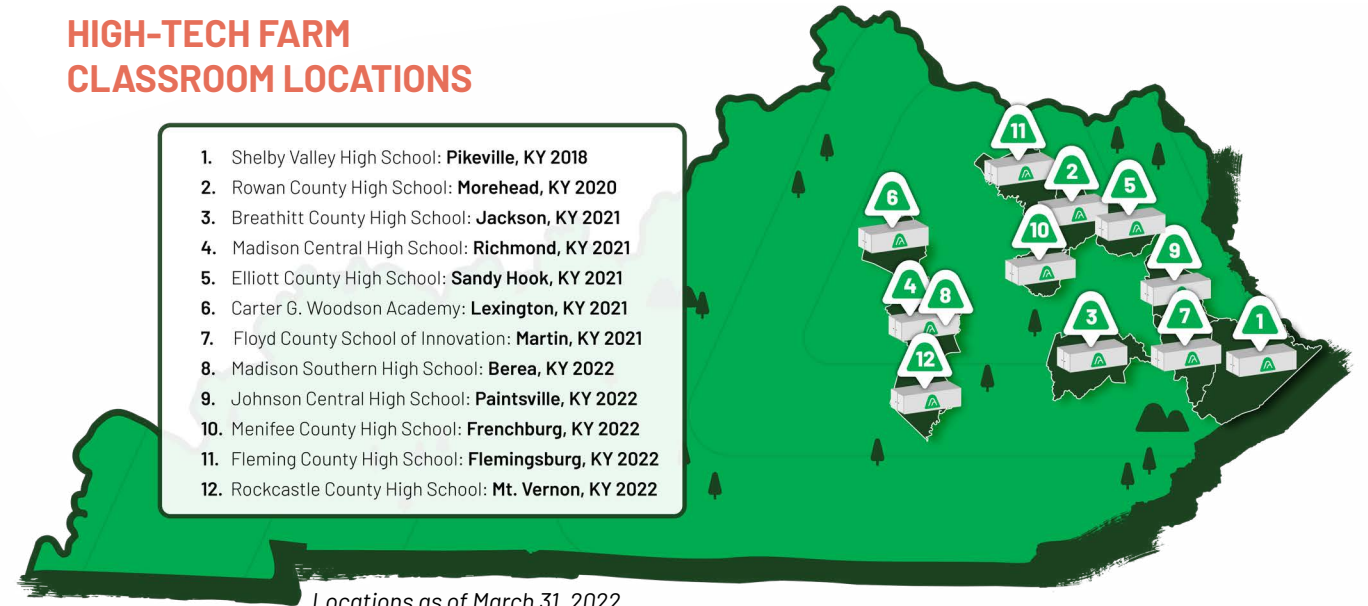 HIGH-TECH FARM
CLASSROOM LOCATIONS
1. Shelby Valley High School: Pikeville, KY 2018
2. Rowan County High School: Morehead, KY 2020
3. Breathitt County High School: Jackson, KY 2021
4. Madison Central High School: Richmond, KY 2021
5. Elliott County High School: Sandy Hook, KY 2021
6. Carter G. Woodson Academy: Lexington, KY 2021
7. Floyd County School of Innovation: Martin, KY 2021
8. Madison Southern High School: Berea, KY 2022
9. Johnson Central High School: Paintsville, KY 2022
10. Menifee County High School: Frenchburg, KY 2022
11. Fleming County High School: Flemingsburg, KY 2022
12. Rockcastle County High School: Mt. Vernon, KY 2022
11
2
5
6
10
9
4
8
3
7
1
12
Locations as of March 31, 2022